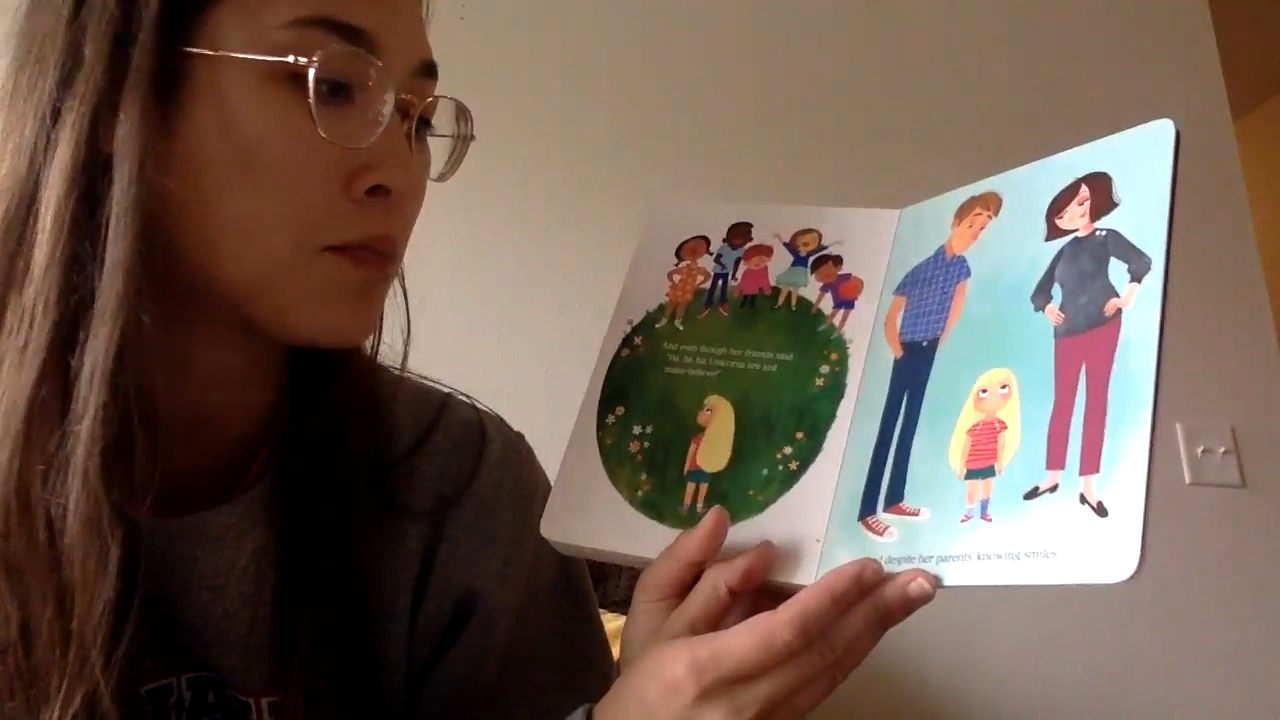 And even though her friends said,
"Ha, ha, ha, Unicorns are just
make-believe!"
despite her parents' knowing smiles